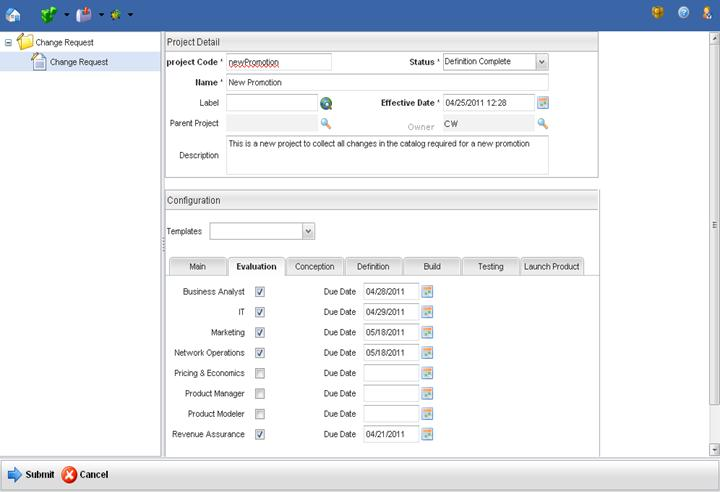 Change Request
Change Request
Project Detail
project Code * newPromotion Status * Definition Complete
Name * New Promotion
Label Effective Date * 04/25/2011 12:28
Parent Project Owner CW
Description This is a new project to collect all changes in the catalog required for a new promotion
Configuration
Templates
Main Evaluation Conception Definition Build Testing Launch Product
Business Analyst Due Date 04/28/2011
IT Due Date 04/29/2011
Marketing Due Date 05/18/2011
Network Operations Due Date 05/18/2011
Pricing & Economics Due Date
Product Manager Due Date
Product Modeler Due Date
Revenue Assurance Due Date 04/21/2011
Submit Cancel